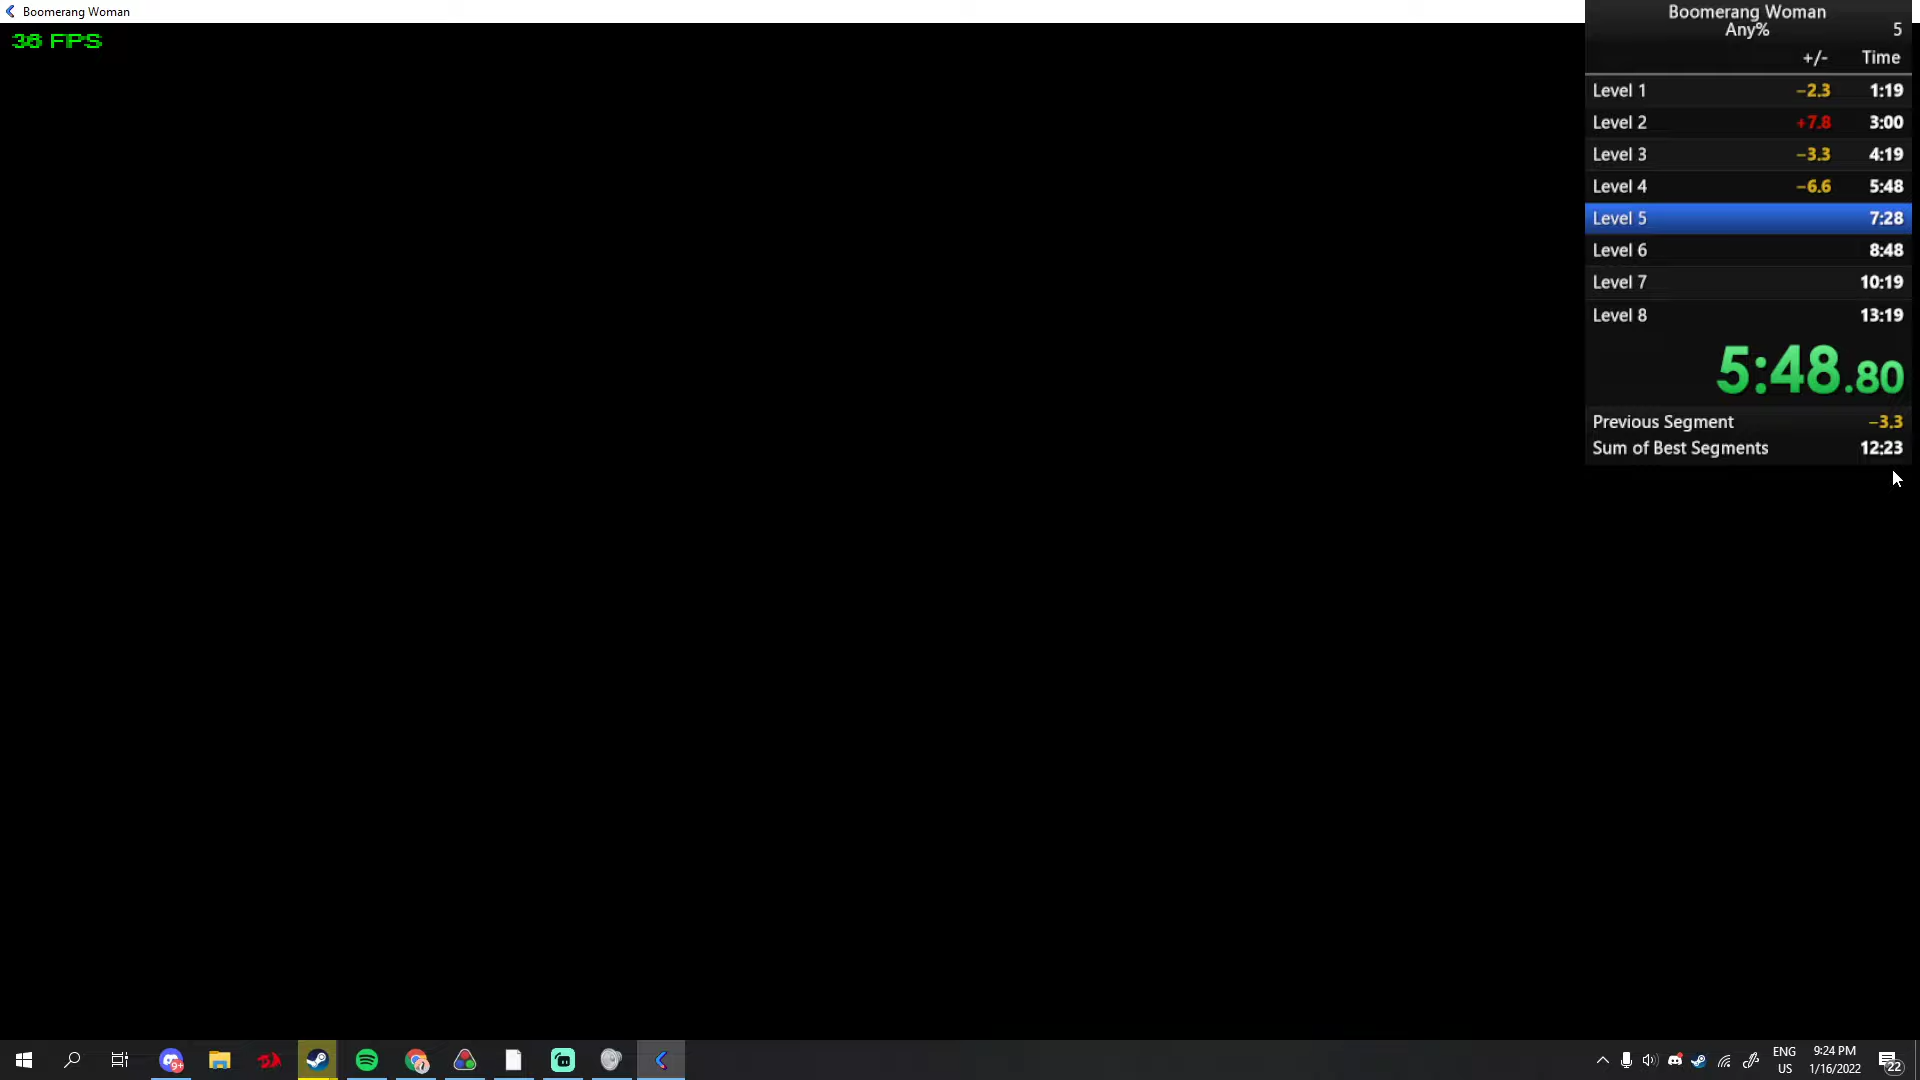 Boomerang Woman
36 FPS
Boomerang Woman
Any% 5
+/- Time
Level 1 −2.3 1:19
Level 2 +7.8 3:00
Level 3 −3.3 4:19
Level 4 −6.6 5:48
Level 5 7:28
Level 6 8:48
Level 7 10:19
Level 8 13:19
5:48.80
Previous Segment −3.3
Sum of Best Segments 12:23
9+
ENG 9:24 PM
US 1/16/2022
22